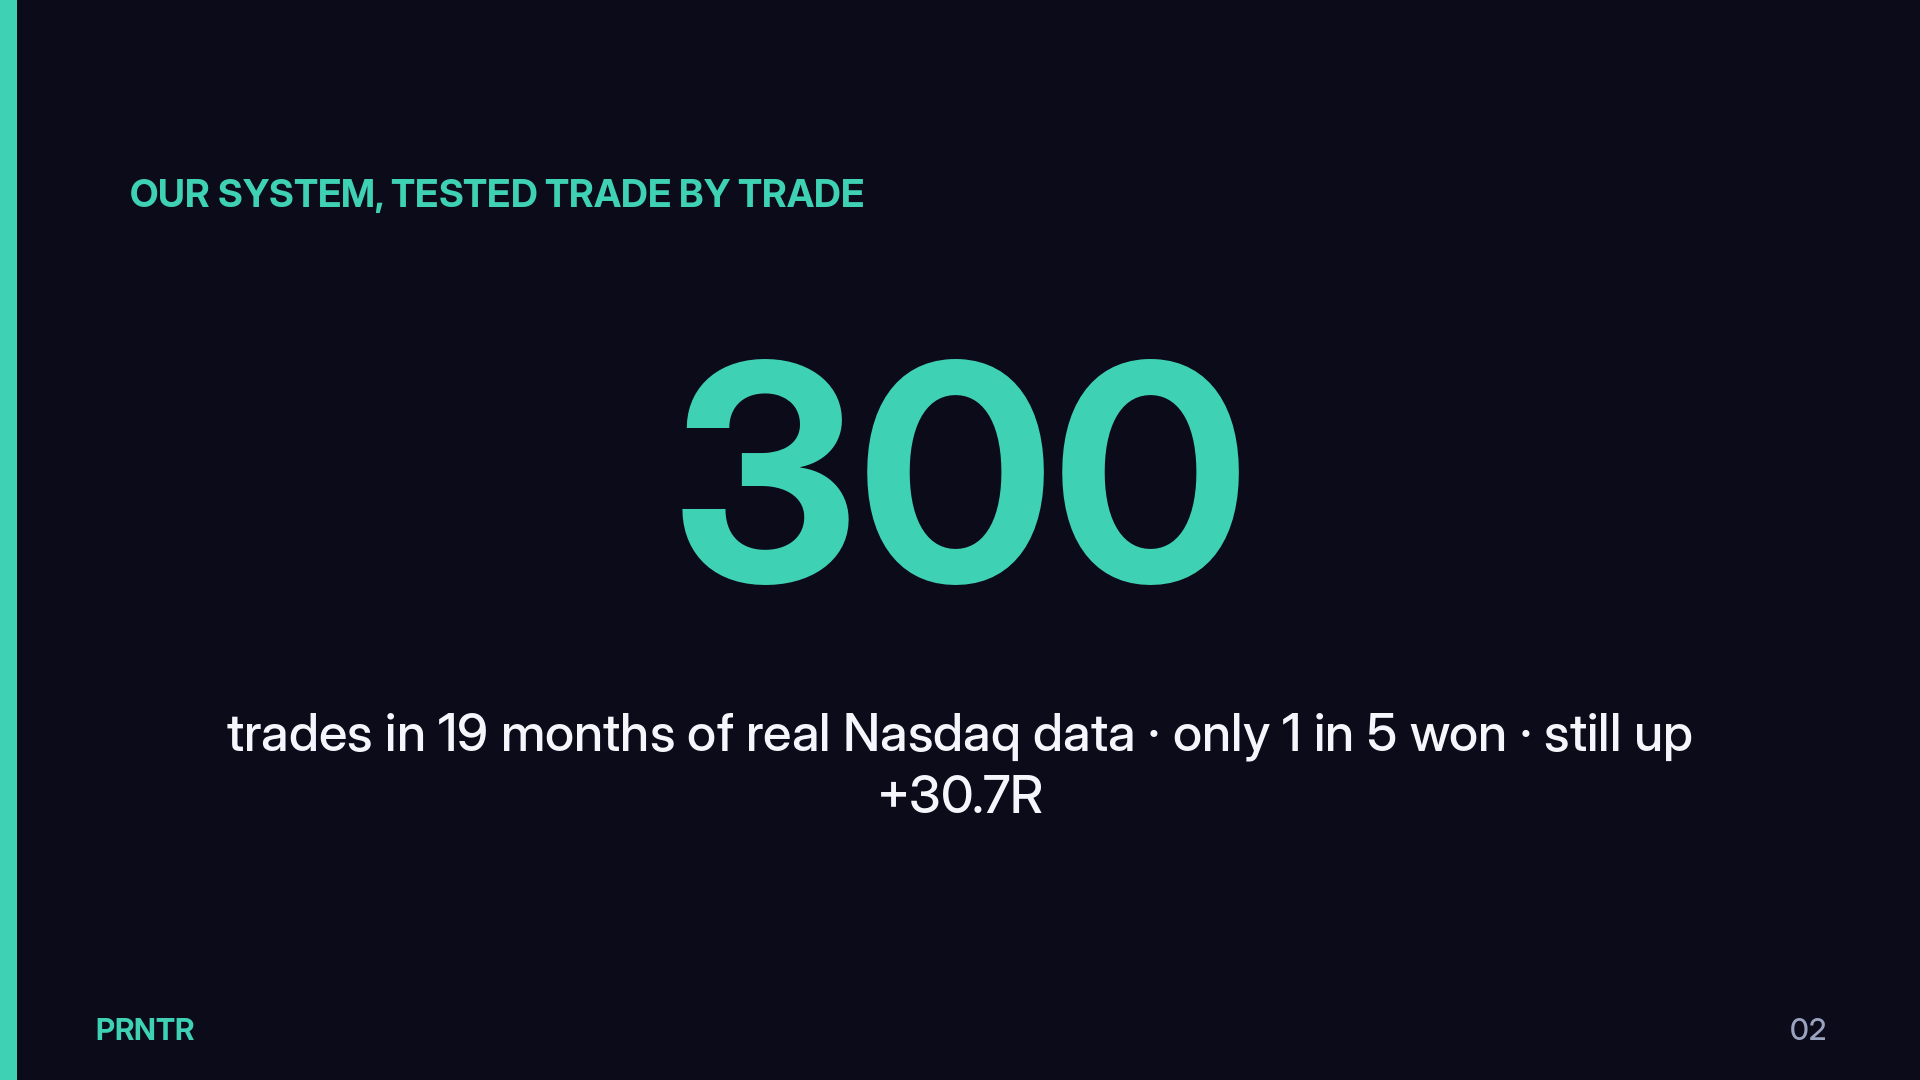 OUR SYSTEM, TESTED TRADE BY TRADE
300
trades in 19 months of real Nasdaq data · only 1 in 5 won · still up
+30.7R
PRNTR
02